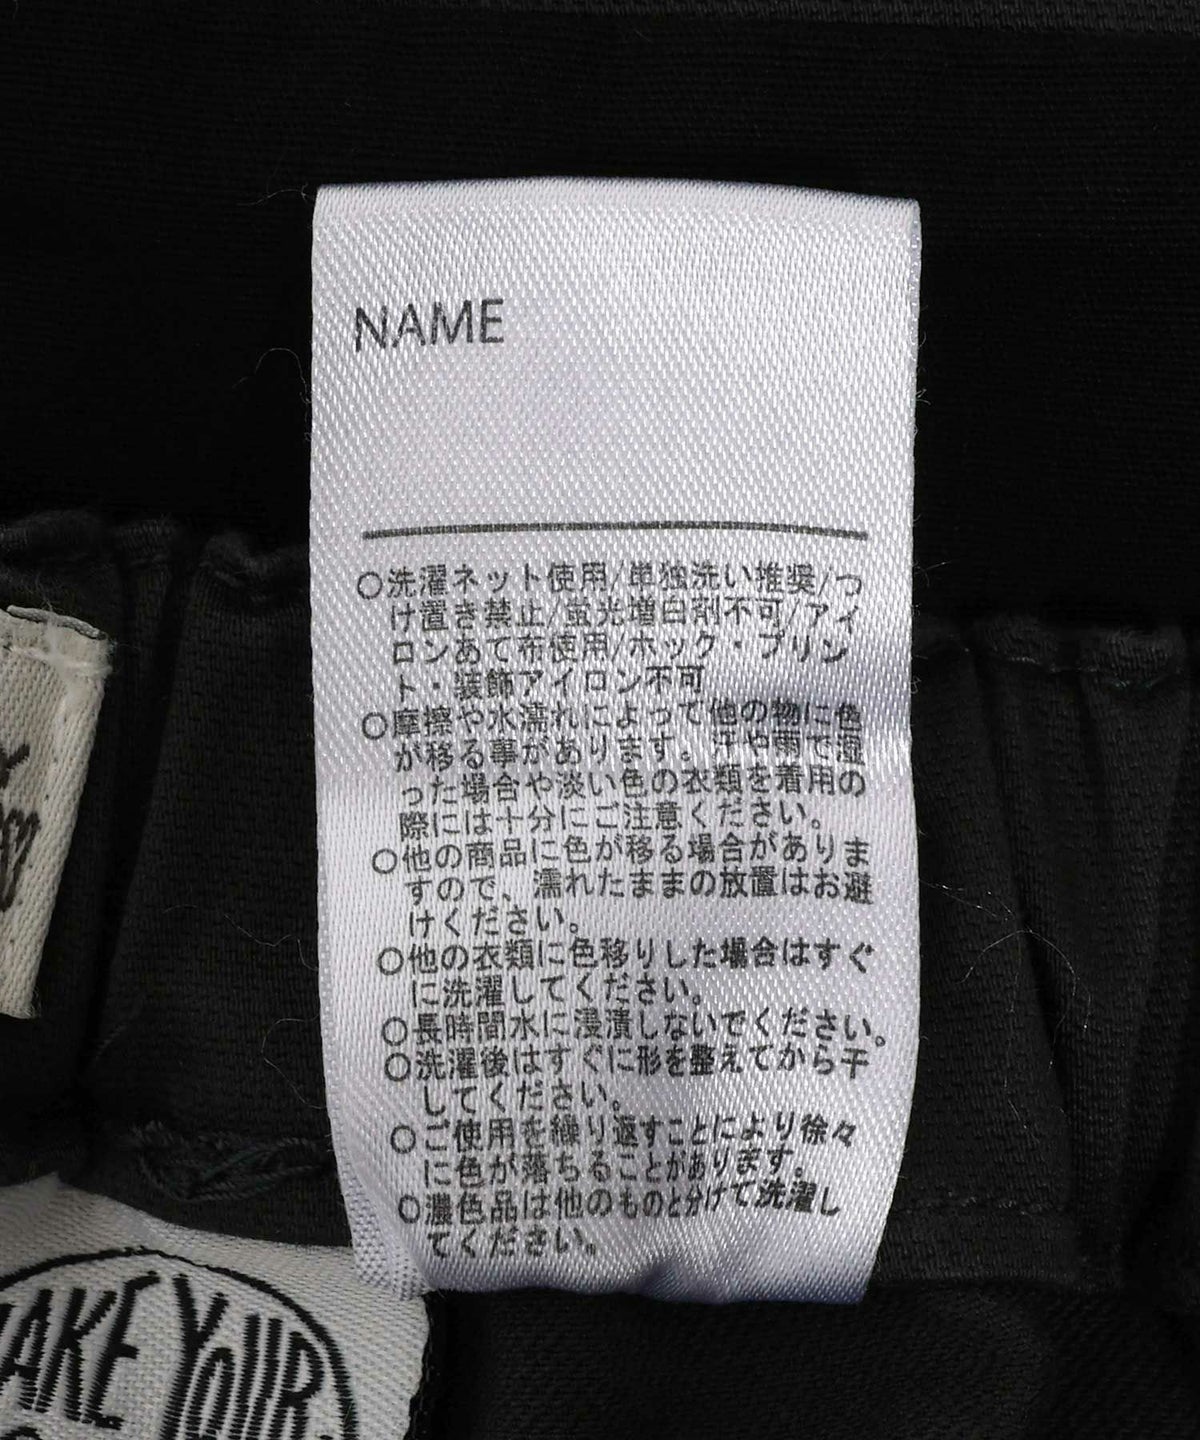 NAME
○洗濯ネット使用/単独洗い推奨/つ
け置き禁止/蛍光増白剤不可/アイ
ロンあて布使用/ホック・プリン
ト・装飾アイロン不可
○摩擦や水濡れによって他の物に色
が移る事があります。汗や雨で湿
った場合や淡い色の衣類を着用の
際には十分にご注意ください。
○他の商品に色が移る場合がありま
すので、濡れたままの放置はお避
けください。
○他の衣類に色移りした場合はすぐ
に洗濯してください。
○長時間水に浸漬しないでください。
○洗濯後はすぐに形を整えてから干
してください。
○ご使用を繰り返すことにより徐々
に色が落ちることがあります。
○濃色品は他のものと分けて洗濯し
てください。
MAKE YOUR